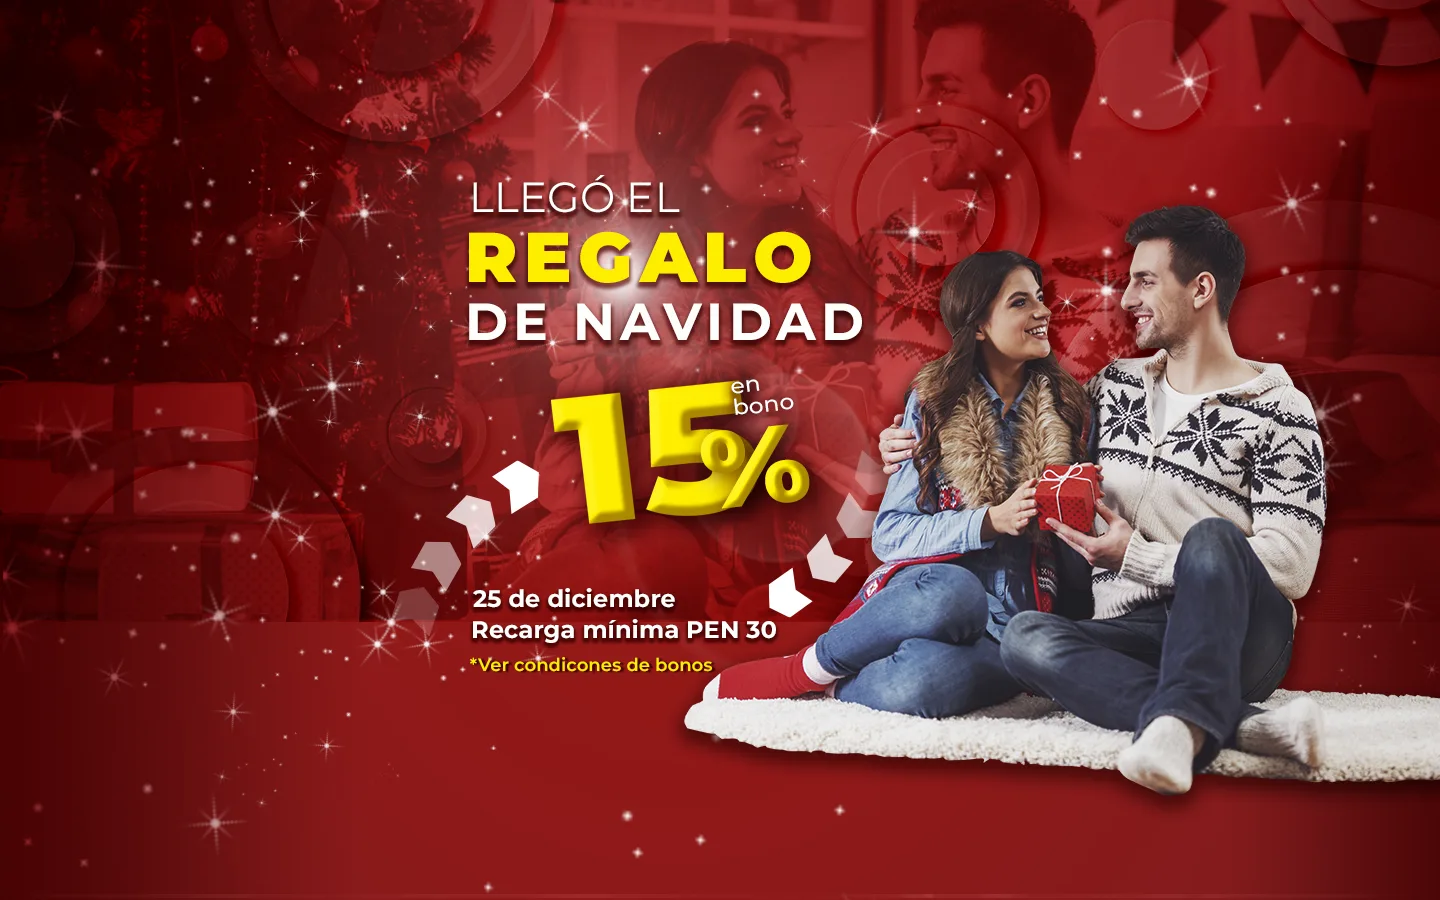 LLEGÓ EL
REGALO
DE NAVIDAD
15%
en
bono
25 de diciembre
Recarga mínima PEN 30
*Ver condicones de bonos